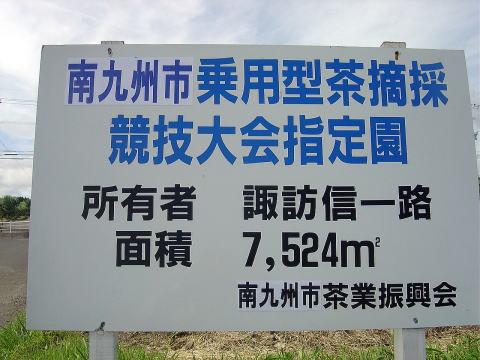 南九州市乗用型茶摘採
競技大会指定園
所有者 諏訪信一路
面積 7,524m²
南九州市茶業振興会